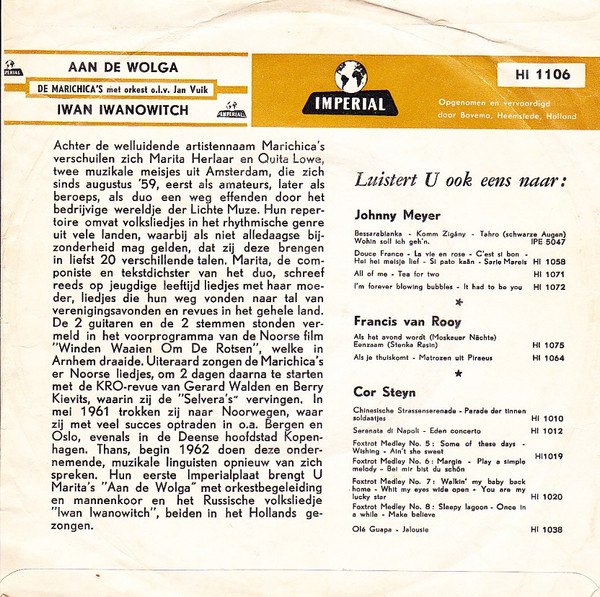 AAN DE WOLGA
DE MARICHICA'S met orkest o.l.v. Jan Vuik
IWAN IWANOWITCH
IMPERIAL
HI 1106
Opgenomen en vervaardigd
door Bovema, Heemstede, Holland
Achter de welluidende artistennaam Marichica's
verschuilen zich Marita Herlaar en Quita Lowe,
twee muzikale meisjes uit Amsterdam, die zich
sinds augustus '59, eerst als amateurs, later als
beroeps, als duo een weg effenden door het
bedrijvige wereldje der Lichte Muze. Hun reper-
toire omvat volksliedjes in het rhythmische genre
uit vele landen, waarbij als niet alledaagse bij-
zonderheid mag gelden, dat zij deze brengen
in liefst 20 verschillende talen. Marita, de com-
poniste en tekstdichster van het duo, schreef
reeds op jeugdige leeftijd liedjes met haar moe-
der, liedjes die hun weg vonden naar tal van
verenigingsavonden en revues in het gehele land.
De 2 guitaren en de 2 stemmen stonden ver-
meld in het voorprogramma van de Noorse film
"Winden Waaien Om De Rotsen", welke in
Arnhem draaide. Uiteraard zongen de Marichica's
er Noorse liedjes, om 2 dagen daarna te starten
met de KRO-revue van Gerard Walden en Berry
Kievits, waarin zij de "Selvera's" vervingen. In
mei 1961 trokken zij naar Noorwegen, waar
zij met veel succes optraden in o.a. Bergen en
Oslo, evenals in de Deense hoofdstad Kopen-
hagen. Thans, begin 1962 doen deze onder-
nemende, muzikale linguisten opnieuw van zich
spreken. Hun eerste Imperialplaat brengt U
Marita's "Aan de Wolga" met orkestbegeleiding
en mannenkoor en het Russische volksliedje
"Iwan Iwanowitch", beiden in het Hollands ge-
zongen.
Luistert U ook eens naar:
Johnny Meyer
Bessarabianka - Komm Zigány - Tahro (schwarze Augen)
Wohin soll ich geh'n. IPE 5047
Douce France - La vie en rose - C'est si bon -
Hei hei meisje lief - Si pato kaän - Sarie Mareis HI 1058
All of me - Tea for two HI 1071
I'm forever blowing bubbles - It had to be you HI 1072
*
Francis van Rooy
Als het avond wordt (Moskauer Nächte)
Eenzaam (Stenka Rasin) HI 1075
Als je thuiskomt - Matrozen uit Piraeus HI 1064
*
Cor Steyn
Chinesische Strassenserenade - Parade der tinnen
soldaatjes HI 1010
Serenata di Napoli - Eden concerto HI 1012
Foxtrot Medley No. 5: Some of these days -
Wishing - Ain't she sweet
HI1019
Foxtrot Medley No. 6: Margie - Play a simple
melody - Bei mir bist du schön
Foxtrot Medley No. 7: Walkin' my baby back
home - Whit my eyes wide open - You are my
lucky star HI 1020
Foxtrot Medley No. 8: Sleepy lagoon - Once in
a while - Make believe
Olé Guapa - Jalousie HI 1038